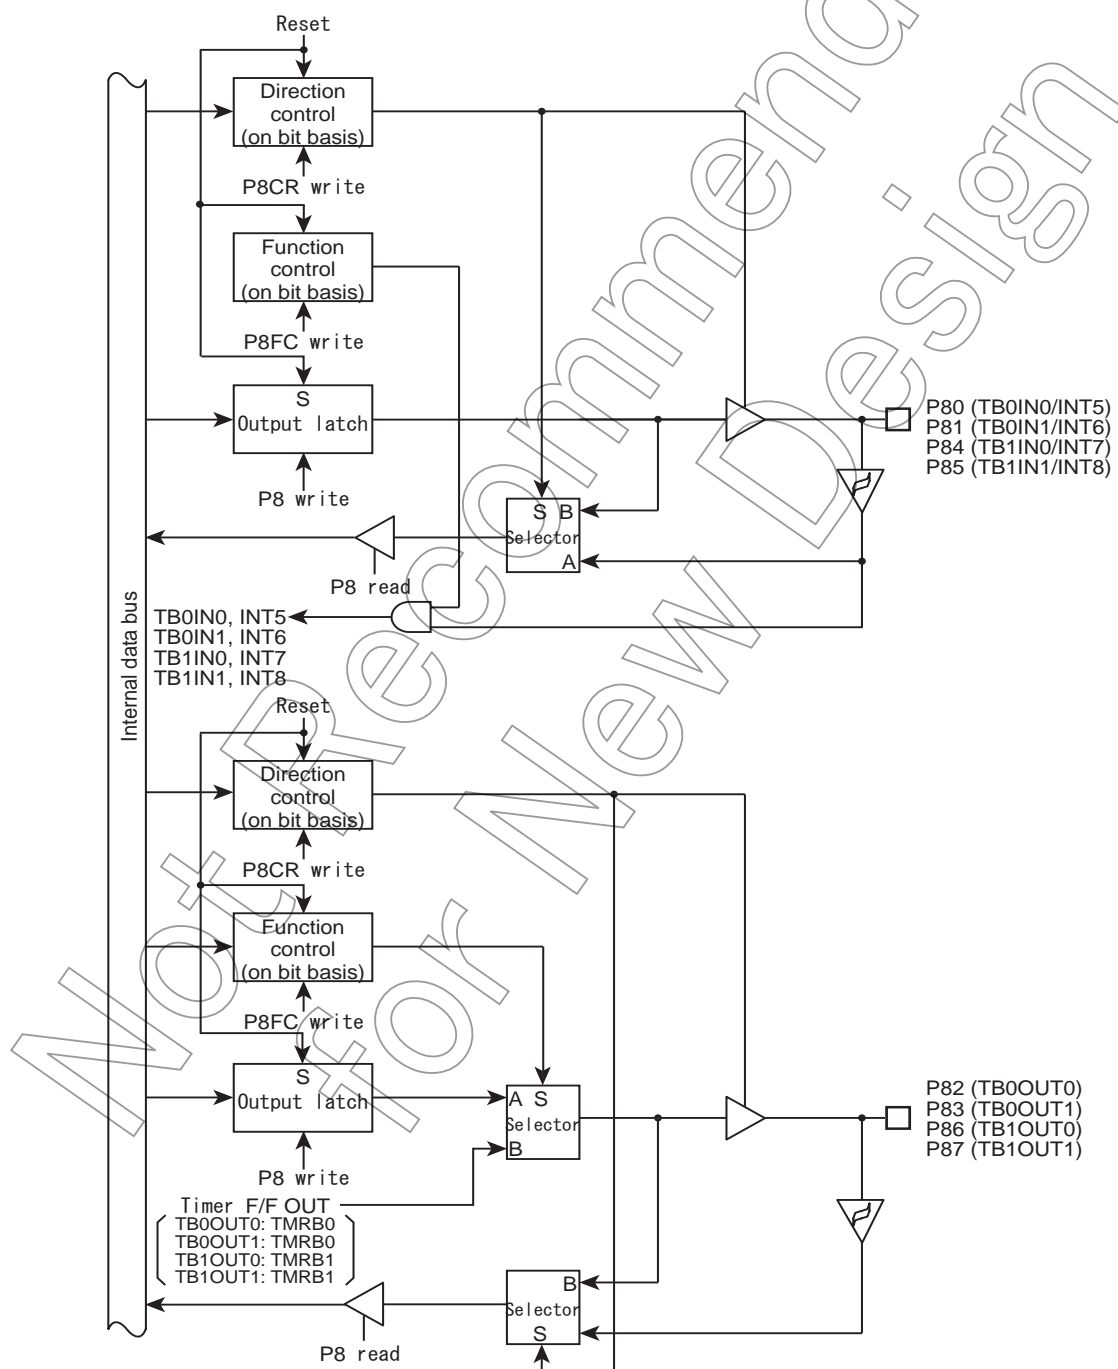 Reset
Direction
control
(on bit basis)
P8CR write
Function
control
(on bit basis)
P8FC write
S
Output latch
P8 write
P80 (TB0IN0/INT5)
P81 (TB0IN1/INT6)
P84 (TB1IN0/INT7)
P85 (TB1IN1/INT8)
S B
Selector
A
P8 read
TB0IN0, INT5
TB0IN1, INT6
TB1IN0, INT7
TB1IN1, INT8
Internal data bus
Reset
Direction
control
(on bit basis)
P8CR write
Function
control
(on bit basis)
P8FC write
S
Output latch
P8 write
A S
Selector
B
P82 (TB0OUT0)
P83 (TB0OUT1)
P86 (TB1OUT0)
P87 (TB1OUT1)
Timer F/F OUT
TB0OUT0: TMRB0
TB0OUT1: TMRB0
TB1OUT0: TMRB1
TB1OUT1: TMRB1
B
Selector
S
P8 read
Not Recommend
for New Design